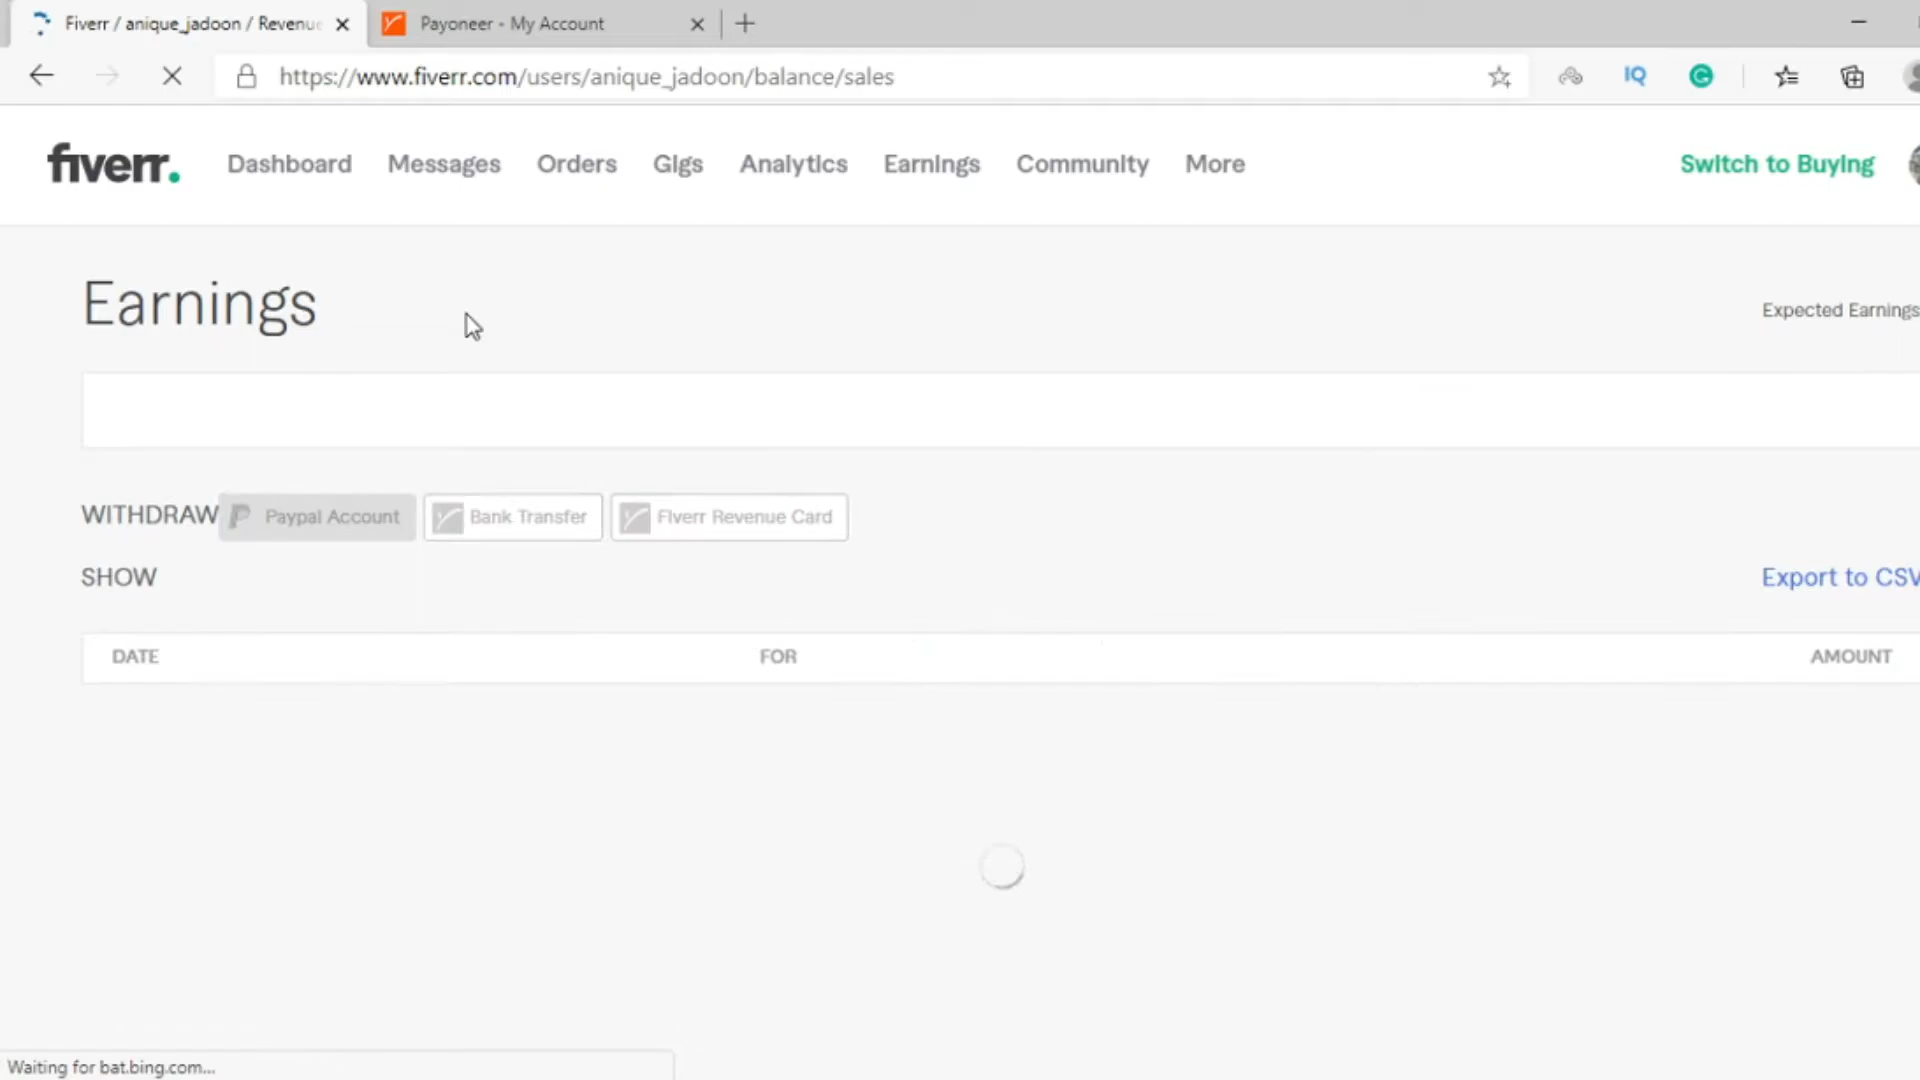 Fiverr / anique_jadoon / Revenue
Payoneer - My Account
https://www.fiverr.com/users/anique_jadoon/balance/sales
IQ
fiverr.
Dashboard
Messages
Orders
Gigs
Analytics
Earnings
Community
More
Switch to Buying
Earnings
Expected Earnings
WITHDRAW
Paypal Account
Bank Transfer
Fiverr Revenue Card
SHOW
Export to CSV
DATE
FOR
AMOUNT
Waiting for bat.bing.com...